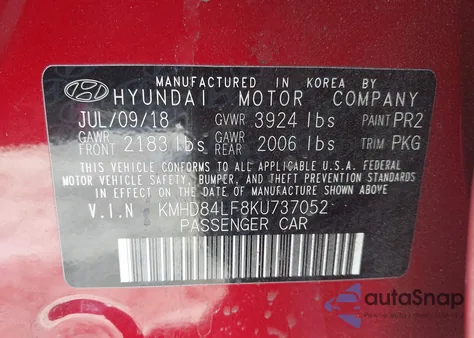 MANUFACTURED IN KOREA BY
HYUNDAI MOTOR COMPANY
JUL/09/18 GVWR 3924 lbs PAINT PR2
GAWR FRONT 2183 lbs GAWR REAR 2006 lbs TRIM PKG
THIS VEHICLE CONFORMS TO ALL APPLICABLE U.S.A. FEDERAL
MOTOR VEHICLE SAFETY, BUMPER, AND THEFT PREVENTION
STANDARDS IN EFFECT ON THE DATE OF MANUFACTURE SHOWN ABOVE
V.I.N : KMHD84LF8KU737052
PASSENGER CAR
autoSnap